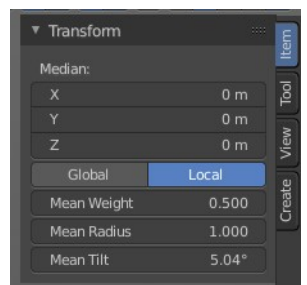 Transform
Median:
X 0 m
Y 0 m
Z 0 m
Global Local
Mean Weight 0.500
Mean Radius 1.000
Mean Tilt 5.04°
Item
Tool
View
Create